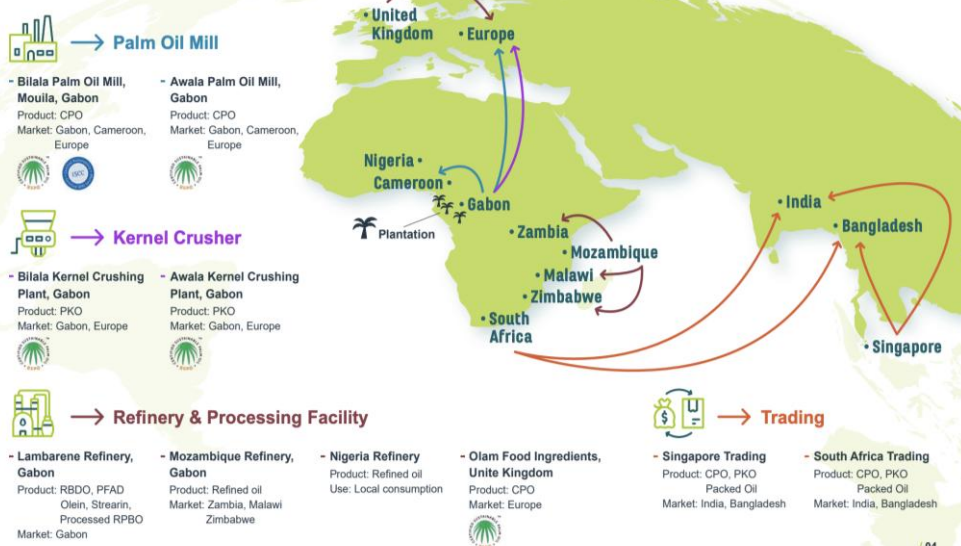 United
Kingdom
Europe
Palm Oil Mill
- Bilala Palm Oil Mill,
Mouila, Gabon
Product: CPO
Market: Gabon, Cameroon,
Europe
- Awala Palm Oil Mill,
Gabon
Product: CPO
Market: Gabon, Cameroon,
Europe
ISCC
Nigeria
Cameroon
Gabon
Plantation
Zambia
Mozambique
Malawi
Zimbabwe
South
Africa
India
Bangladesh
Singapore
Kernel Crusher
- Bilala Kernel Crushing
Plant, Gabon
Product: PKO
Market: Gabon, Europe
- Awala Kernel Crushing
Plant, Gabon
Product: PKO
Market: Gabon, Europe
Refinery & Processing Facility
- Lambarene Refinery,
Gabon
Product: RBDO, PFAD
Olein, Strearin,
Processed RPBO
Market: Gabon
- Mozambique Refinery,
Gabon
Product: Refined oil
Market: Zambia, Malawi
Zimbabwe
- Nigeria Refinery
Product: Refined oil
Use: Local consumption
- Olam Food Ingredients,
Unite Kingdom
Product: CPO
Market: Europe
Trading
- Singapore Trading
Product: CPO, PKO
Packed Oil
Market: India, Bangladesh
- South Africa Trading
Product: CPO, PKO
Packed Oil
Market: India, Bangladesh